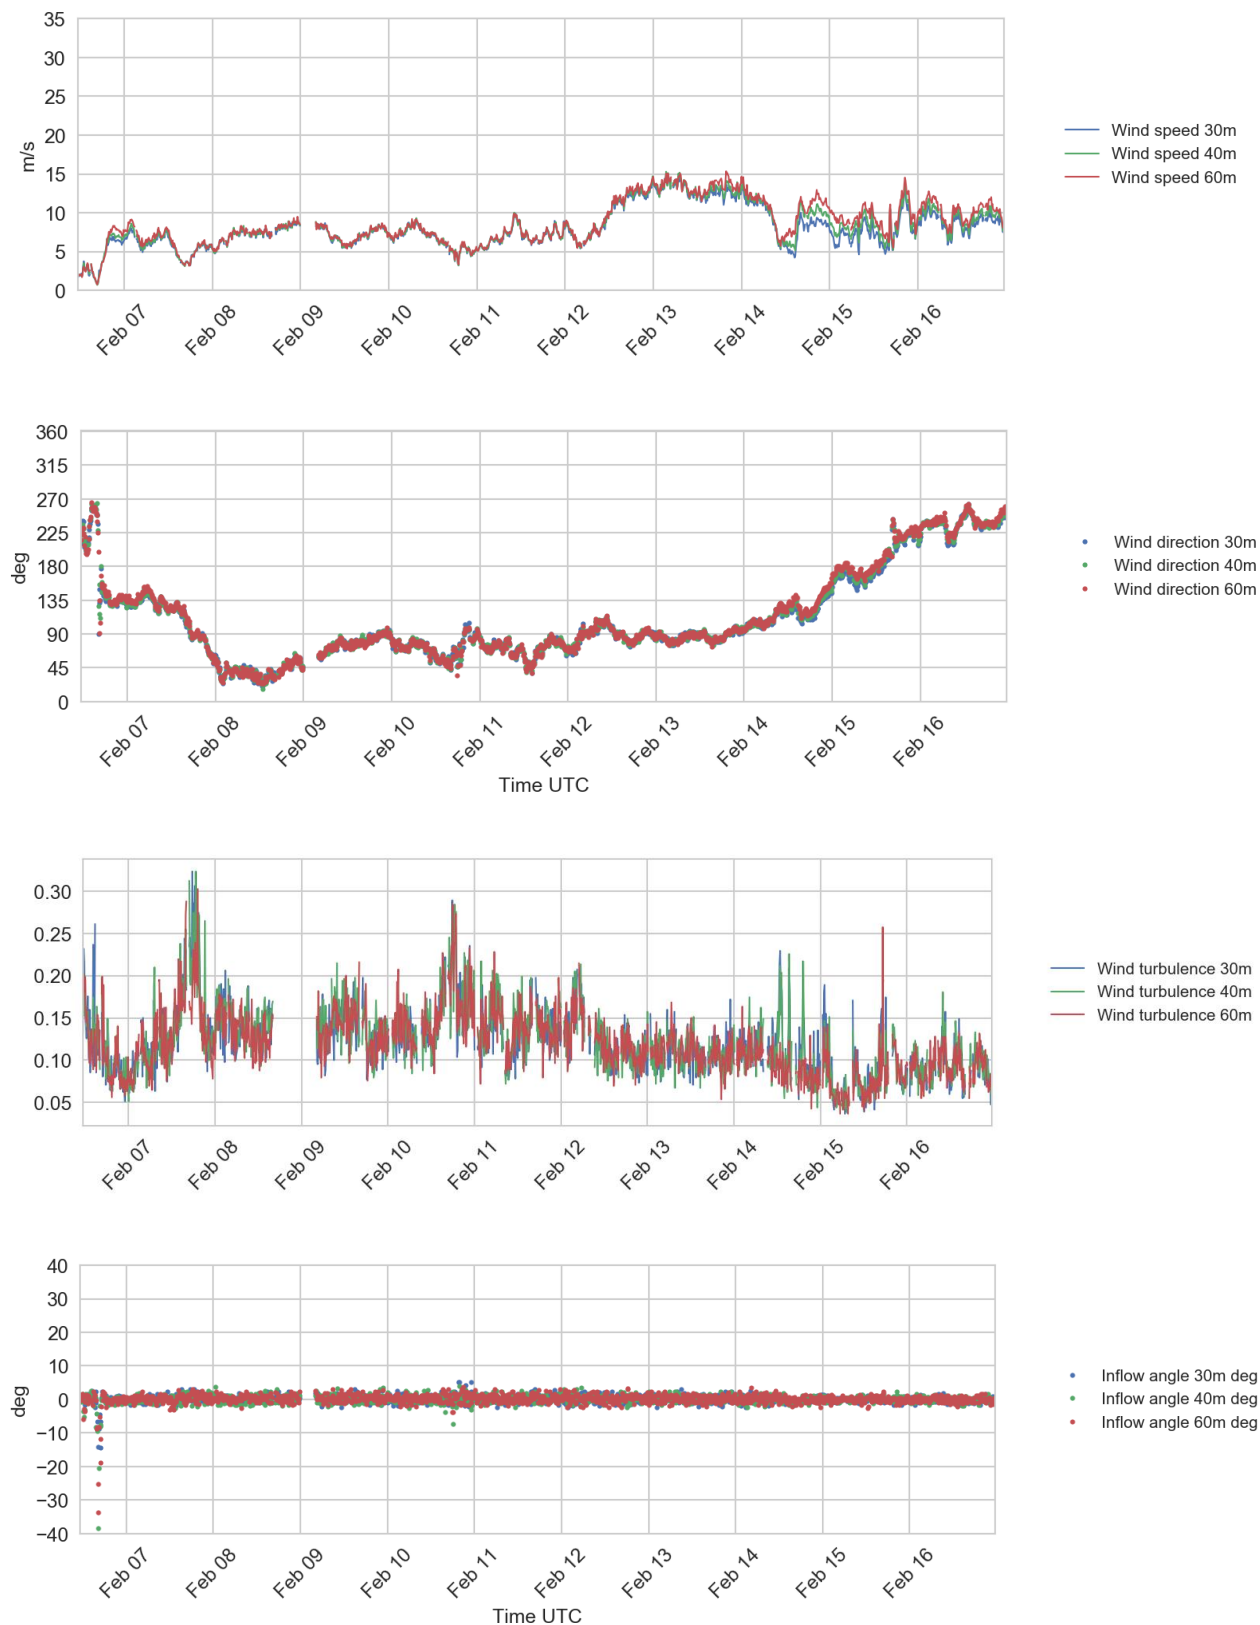 35
30
25
20
15
10
5
0
m/s
Feb 07
Feb 08
Feb 09
Feb 10
Feb 11
Feb 12
Feb 13
Feb 14
Feb 15
Feb 16
Wind speed 30m
Wind speed 40m
Wind speed 60m
360
315
270
225
180
135
90
45
0
deg
Feb 07
Feb 08
Feb 09
Feb 10
Feb 11
Feb 12
Feb 13
Feb 14
Feb 15
Feb 16
Time UTC
Wind direction 30m
Wind direction 40m
Wind direction 60m
0.30
0.25
0.20
0.15
0.10
0.05
Feb 07
Feb 08
Feb 09
Feb 10
Feb 11
Feb 12
Feb 13
Feb 14
Feb 15
Feb 16
Wind turbulence 30m
Wind turbulence 40m
Wind turbulence 60m
40
30
20
10
0
−10
−20
−30
−40
deg
Feb 07
Feb 08
Feb 09
Feb 10
Feb 11
Feb 12
Feb 13
Feb 14
Feb 15
Feb 16
Time UTC
Inflow angle 30m deg
Inflow angle 40m deg
Inflow angle 60m deg